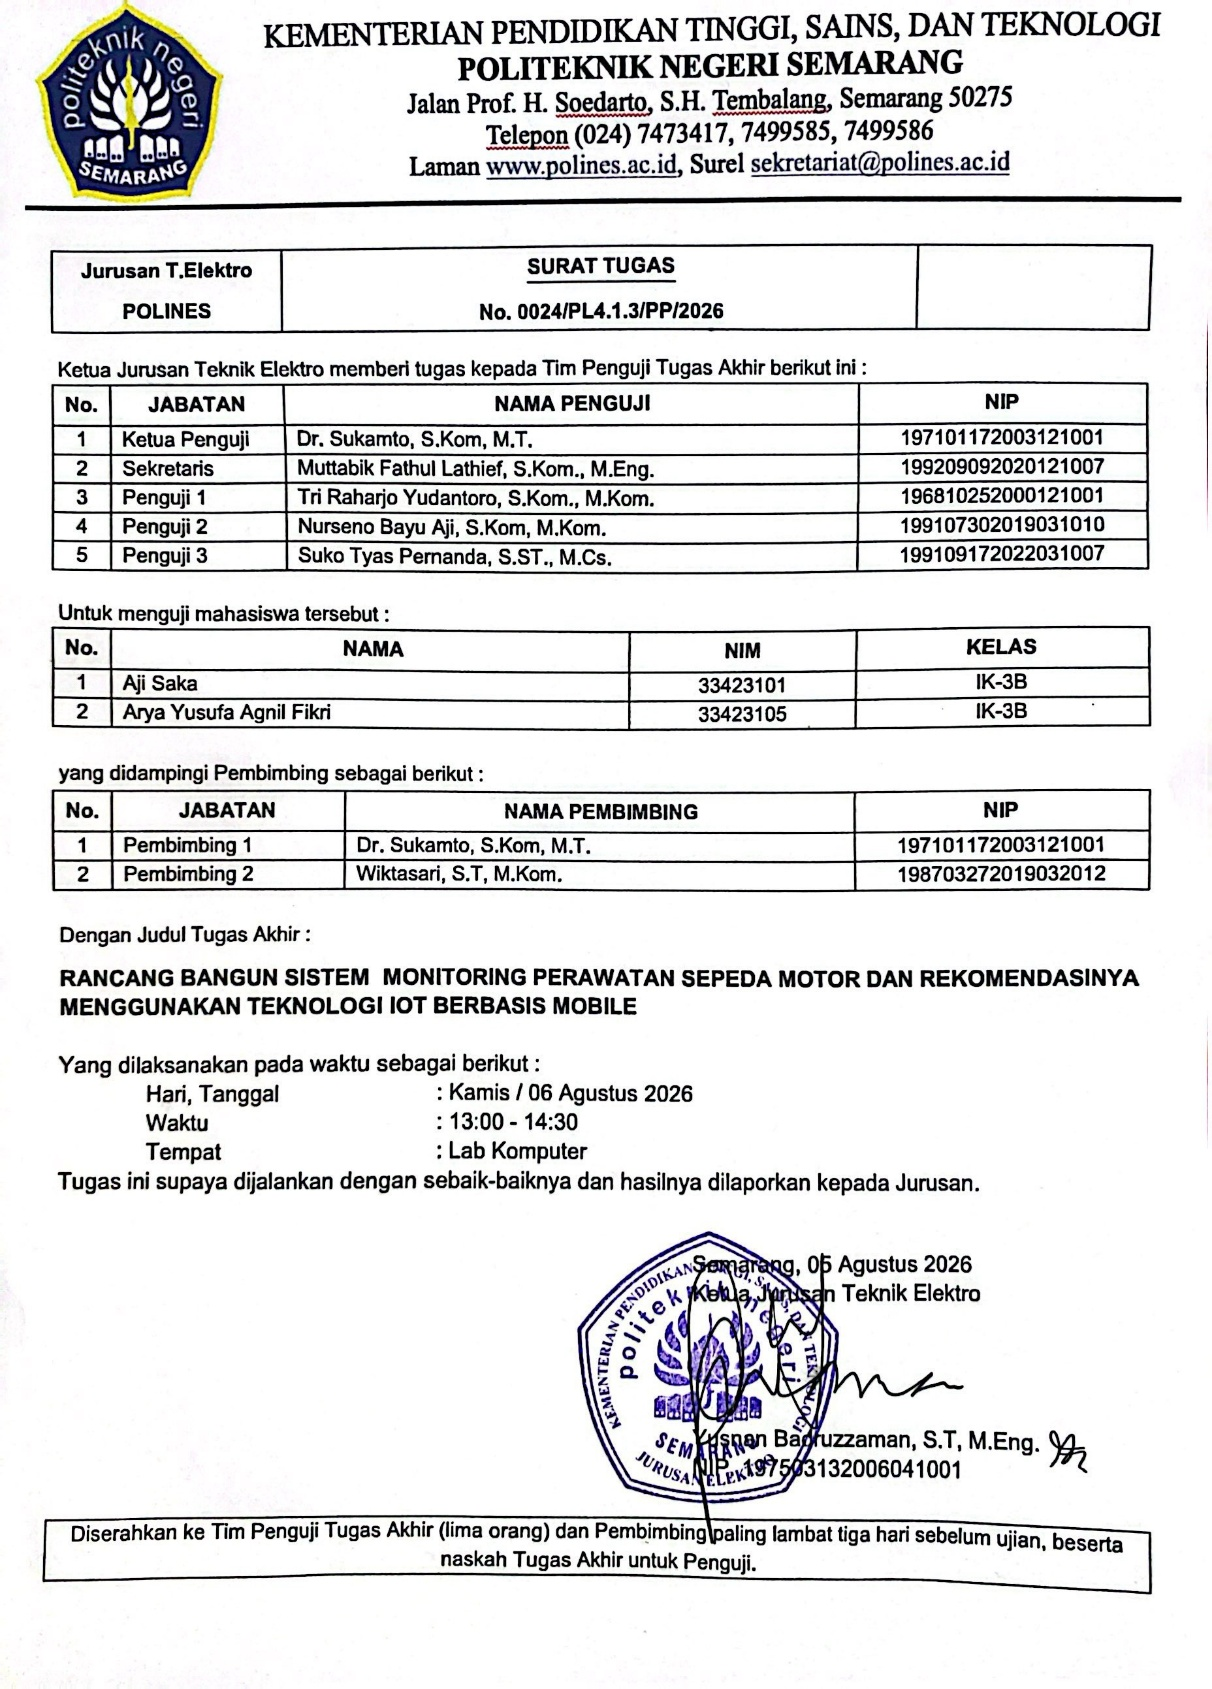 politeknik negeri
SEMARANG
KEMENTERIAN PENDIDIKAN TINGGI, SAINS, DAN TEKNOLOGI
POLITEKNIK NEGERI SEMARANG
Jalan Prof. H. Soedarto, S.H. Tembalang, Semarang 50275
Telepon (024) 7473417, 7499585, 7499586
Laman www.polines.ac.id, Surel sekretariat@polines.ac.id
Jurusan T.Elektro SURAT TUGAS
POLINES No. 0024/PL4.1.3/PP/2026
Ketua Jurusan Teknik Elektro memberi tugas kepada Tim Penguji Tugas Akhir berikut ini :
No. JABATAN NAMA PENGUJI NIP
1 Ketua Penguji Dr. Sukamto, S.Kom, M.T. 197101172003121001
2 Sekretaris Muttabik Fathul Lathief, S.Kom., M.Eng. 199209092020121007
3 Penguji 1 Tri Raharjo Yudantoro, S.Kom., M.Kom. 196810252000121001
4 Penguji 2 Nurseno Bayu Aji, S.Kom, M.Kom. 199107302019031010
5 Penguji 3 Suko Tyas Pernanda, S.ST., M.Cs. 199109172022031007
Untuk menguji mahasiswa tersebut :
No. NAMA NIM KELAS
1 Aji Saka 33423101 IK-3B
2 Arya Yusufa Agnil Fikri 33423105 IK-3B
yang didampingi Pembimbing sebagai berikut :
No. JABATAN NAMA PEMBIMBING NIP
1 Pembimbing 1 Dr. Sukamto, S.Kom, M.T. 197101172003121001
2 Pembimbing 2 Wiktasari, S.T, M.Kom. 198703272019032012
Dengan Judul Tugas Akhir :
RANCANG BANGUN SISTEM MONITORING PERAWATAN SEPEDA MOTOR DAN REKOMENDASINYA
MENGGUNAKAN TEKNOLOGI IOT BERBASIS MOBILE
Yang dilaksanakan pada waktu sebagai berikut :
Hari, Tanggal : Kamis / 06 Agustus 2026
Waktu : 13:00 - 14:30
Tempat : Lab Komputer
Tugas ini supaya dijalankan dengan sebaik-baiknya dan hasilnya dilaporkan kepada Jurusan.
Semarang, 05 Agustus 2026
Ketua Jurusan Teknik Elektro
KEMENTERIAN PENDIDIKAN TINGGI, SAINS, DAN TEKNOLOGI
politeknik negeri
SEMARANG
JURUSAN ELEKTRO
Yusnan Badruzzaman, S.T, M.Eng.
NIP. 197503132006041001
Diserahkan ke Tim Penguji Tugas Akhir (lima orang) dan Pembimbing paling lambat tiga hari sebelum ujian, beserta
naskah Tugas Akhir untuk Penguji.